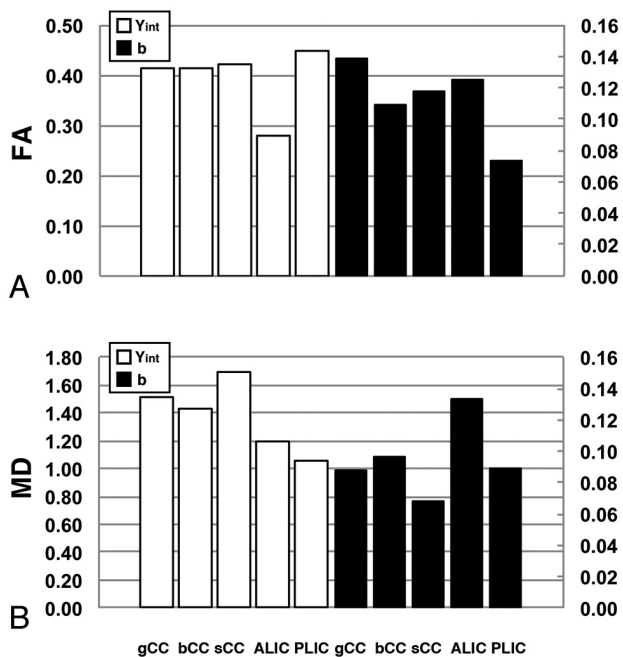 0.50 0.16
Yint
b
0.40 0.14
0.12
0.30 0.10
FA
0.08
0.20
0.06
0.10 0.04
0.02
A
0.00 0.00
1.80 0.16
Yint
b
1.60 0.14
1.40 0.12
1.20 0.10
MD
1.00
0.80 0.08
0.60 0.06
0.40 0.04
0.20 0.02
B
0.00 0.00
gCC bCC sCC ALIC PLIC gCC bCC sCC ALIC PLIC